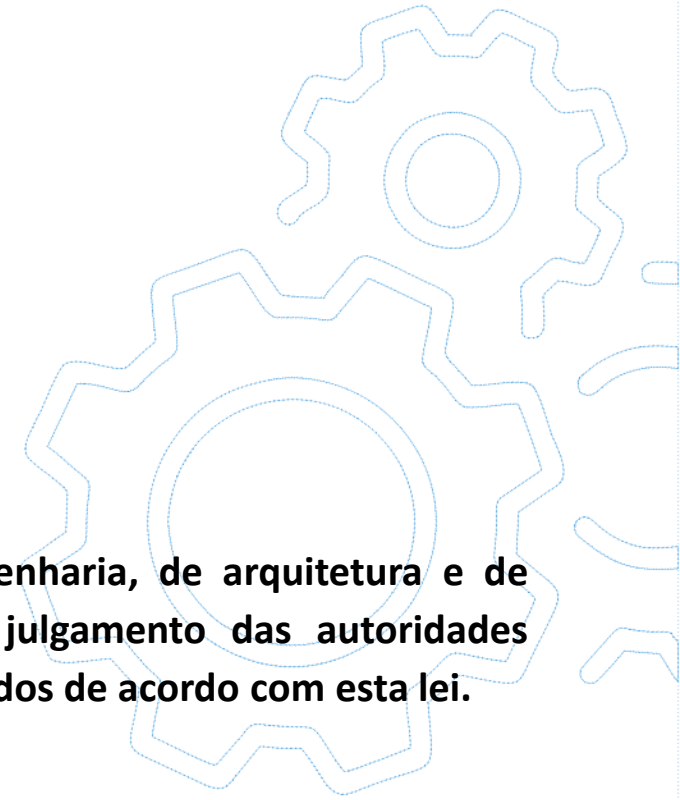 enharia, de arquitetura e de
julgamento das autoridades
dos de acordo com esta lei.